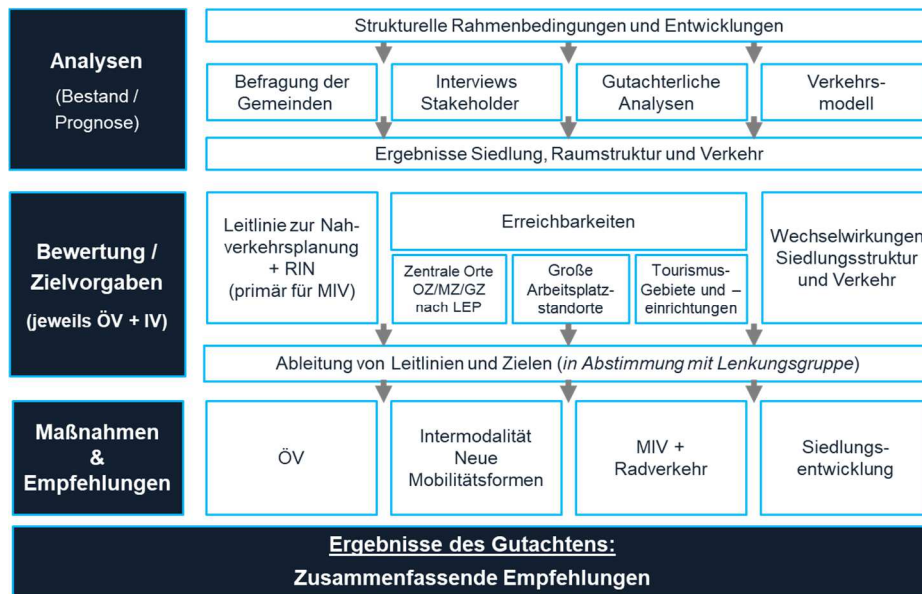 Analysen
(Bestand /
Prognose)
Strukturelle Rahmenbedingungen und Entwicklungen
Befragung der
Gemeinden
Interviews
Stakeholder
Gutachterliche
Analysen
Verkehrs-
modell
Ergebnisse Siedlung, Raumstruktur und Verkehr
Bewertung /
Zielvorgaben
(jeweils ÖV + IV)
Leitlinie zur Nah-
verkehrsplanung
+ RIN
(primär für MIV)
Erreichbarkeiten
Zentrale Orte
OZ/MZ/GZ
nach LEP
Große
Arbeitsplatz-
standorte
Tourismus-
Gebiete und –
einrichtungen
Wechselwirkungen
Siedlungsstruktur
und Verkehr
Ableitung von Leitlinien und Zielen (in Abstimmung mit Lenkungsgruppe)
Maßnahmen
&
Empfehlungen
ÖV
Intermodalität
Neue
Mobilitätsformen
MIV +
Radverkehr
Siedlungs-
entwicklung
Ergebnisse des Gutachtens:
Zusammenfassende Empfehlungen